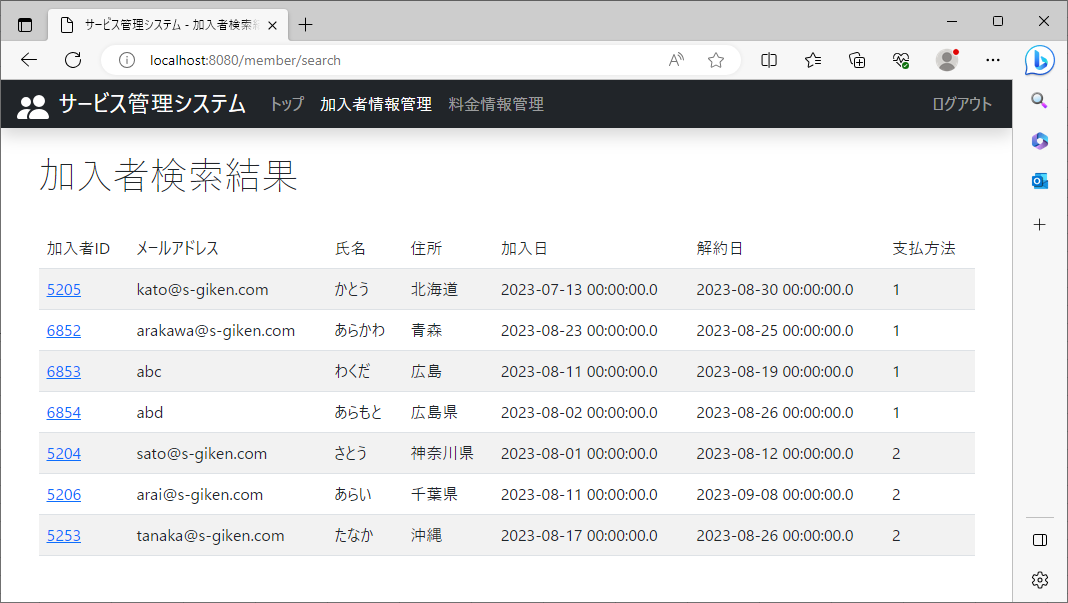 サービス管理システム - 加入者検索結
localhost:8080/member/search
サービス管理システム トップ 加入者情報管理 料金情報管理 ログアウト
加入者検索結果
加入者ID メールアドレス 氏名 住所 加入日 解約日 支払方法
5205 kato@s-giken.com かとう 北海道 2023-07-13 00:00:00.0 2023-08-30 00:00:00.0 1
6852 arakawa@s-giken.com あらかわ 青森 2023-08-23 00:00:00.0 2023-08-25 00:00:00.0 1
6853 abc わくだ 広島 2023-08-11 00:00:00.0 2023-08-19 00:00:00.0 1
6854 abd あらもと 広島県 2023-08-02 00:00:00.0 2023-08-26 00:00:00.0 1
5204 sato@s-giken.com さとう 神奈川県 2023-08-01 00:00:00.0 2023-08-12 00:00:00.0 2
5206 arai@s-giken.com あらい 千葉県 2023-08-11 00:00:00.0 2023-09-08 00:00:00.0 2
5253 tanaka@s-giken.com たなか 沖縄 2023-08-17 00:00:00.0 2023-08-26 00:00:00.0 2